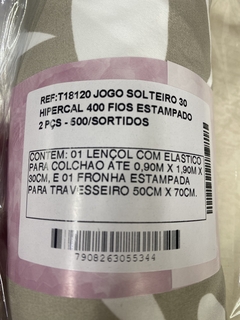 REF:T18120 JOGO SOLTEIRO 30
HIPERCAL 400 FIOS ESTAMPADO
2 PÇS - 500/SORTIDOS
CONTEM: 01 LENÇOL COM ELASTICO
PARA COLCHAO ATE 0,90M X 1,90M X
30CM, E 01 FRONHA ESTAMPADA
PARA TRAVESSEIRO 50CM X 70CM.
7908263055344